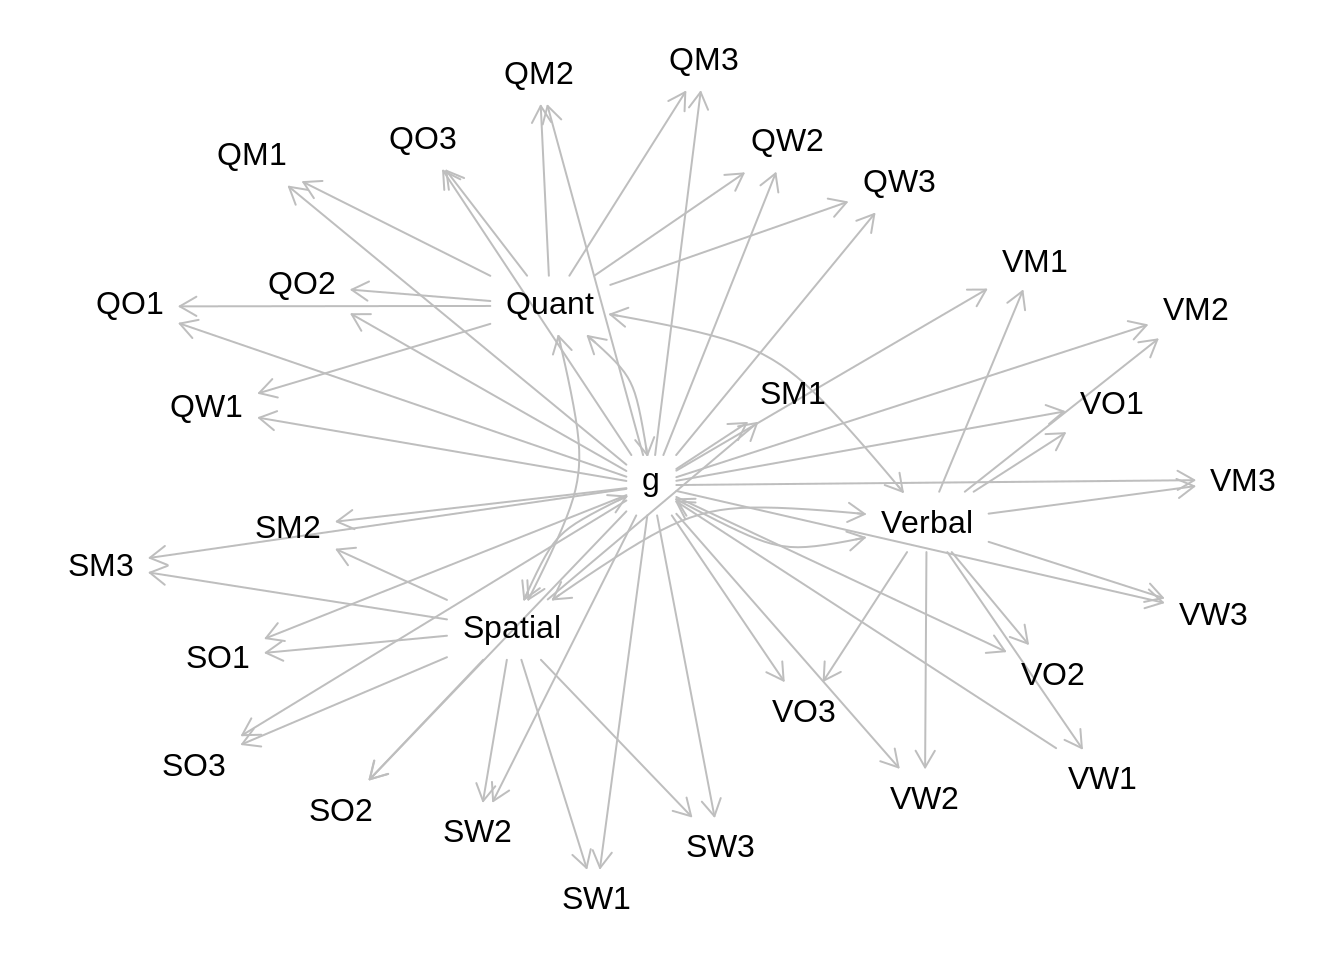 QM3
QM2
QO3
QW2
QM1
QW3
VM1
QO2
QO1
Quant
VM2
SM1
QW1
VO1
g
VM3
SM2
Verbal
SM3
VW3
Spatial
SO1
VO2
VO3
SO3
VW1
VW2
SO2
SW2
SW3
SW1